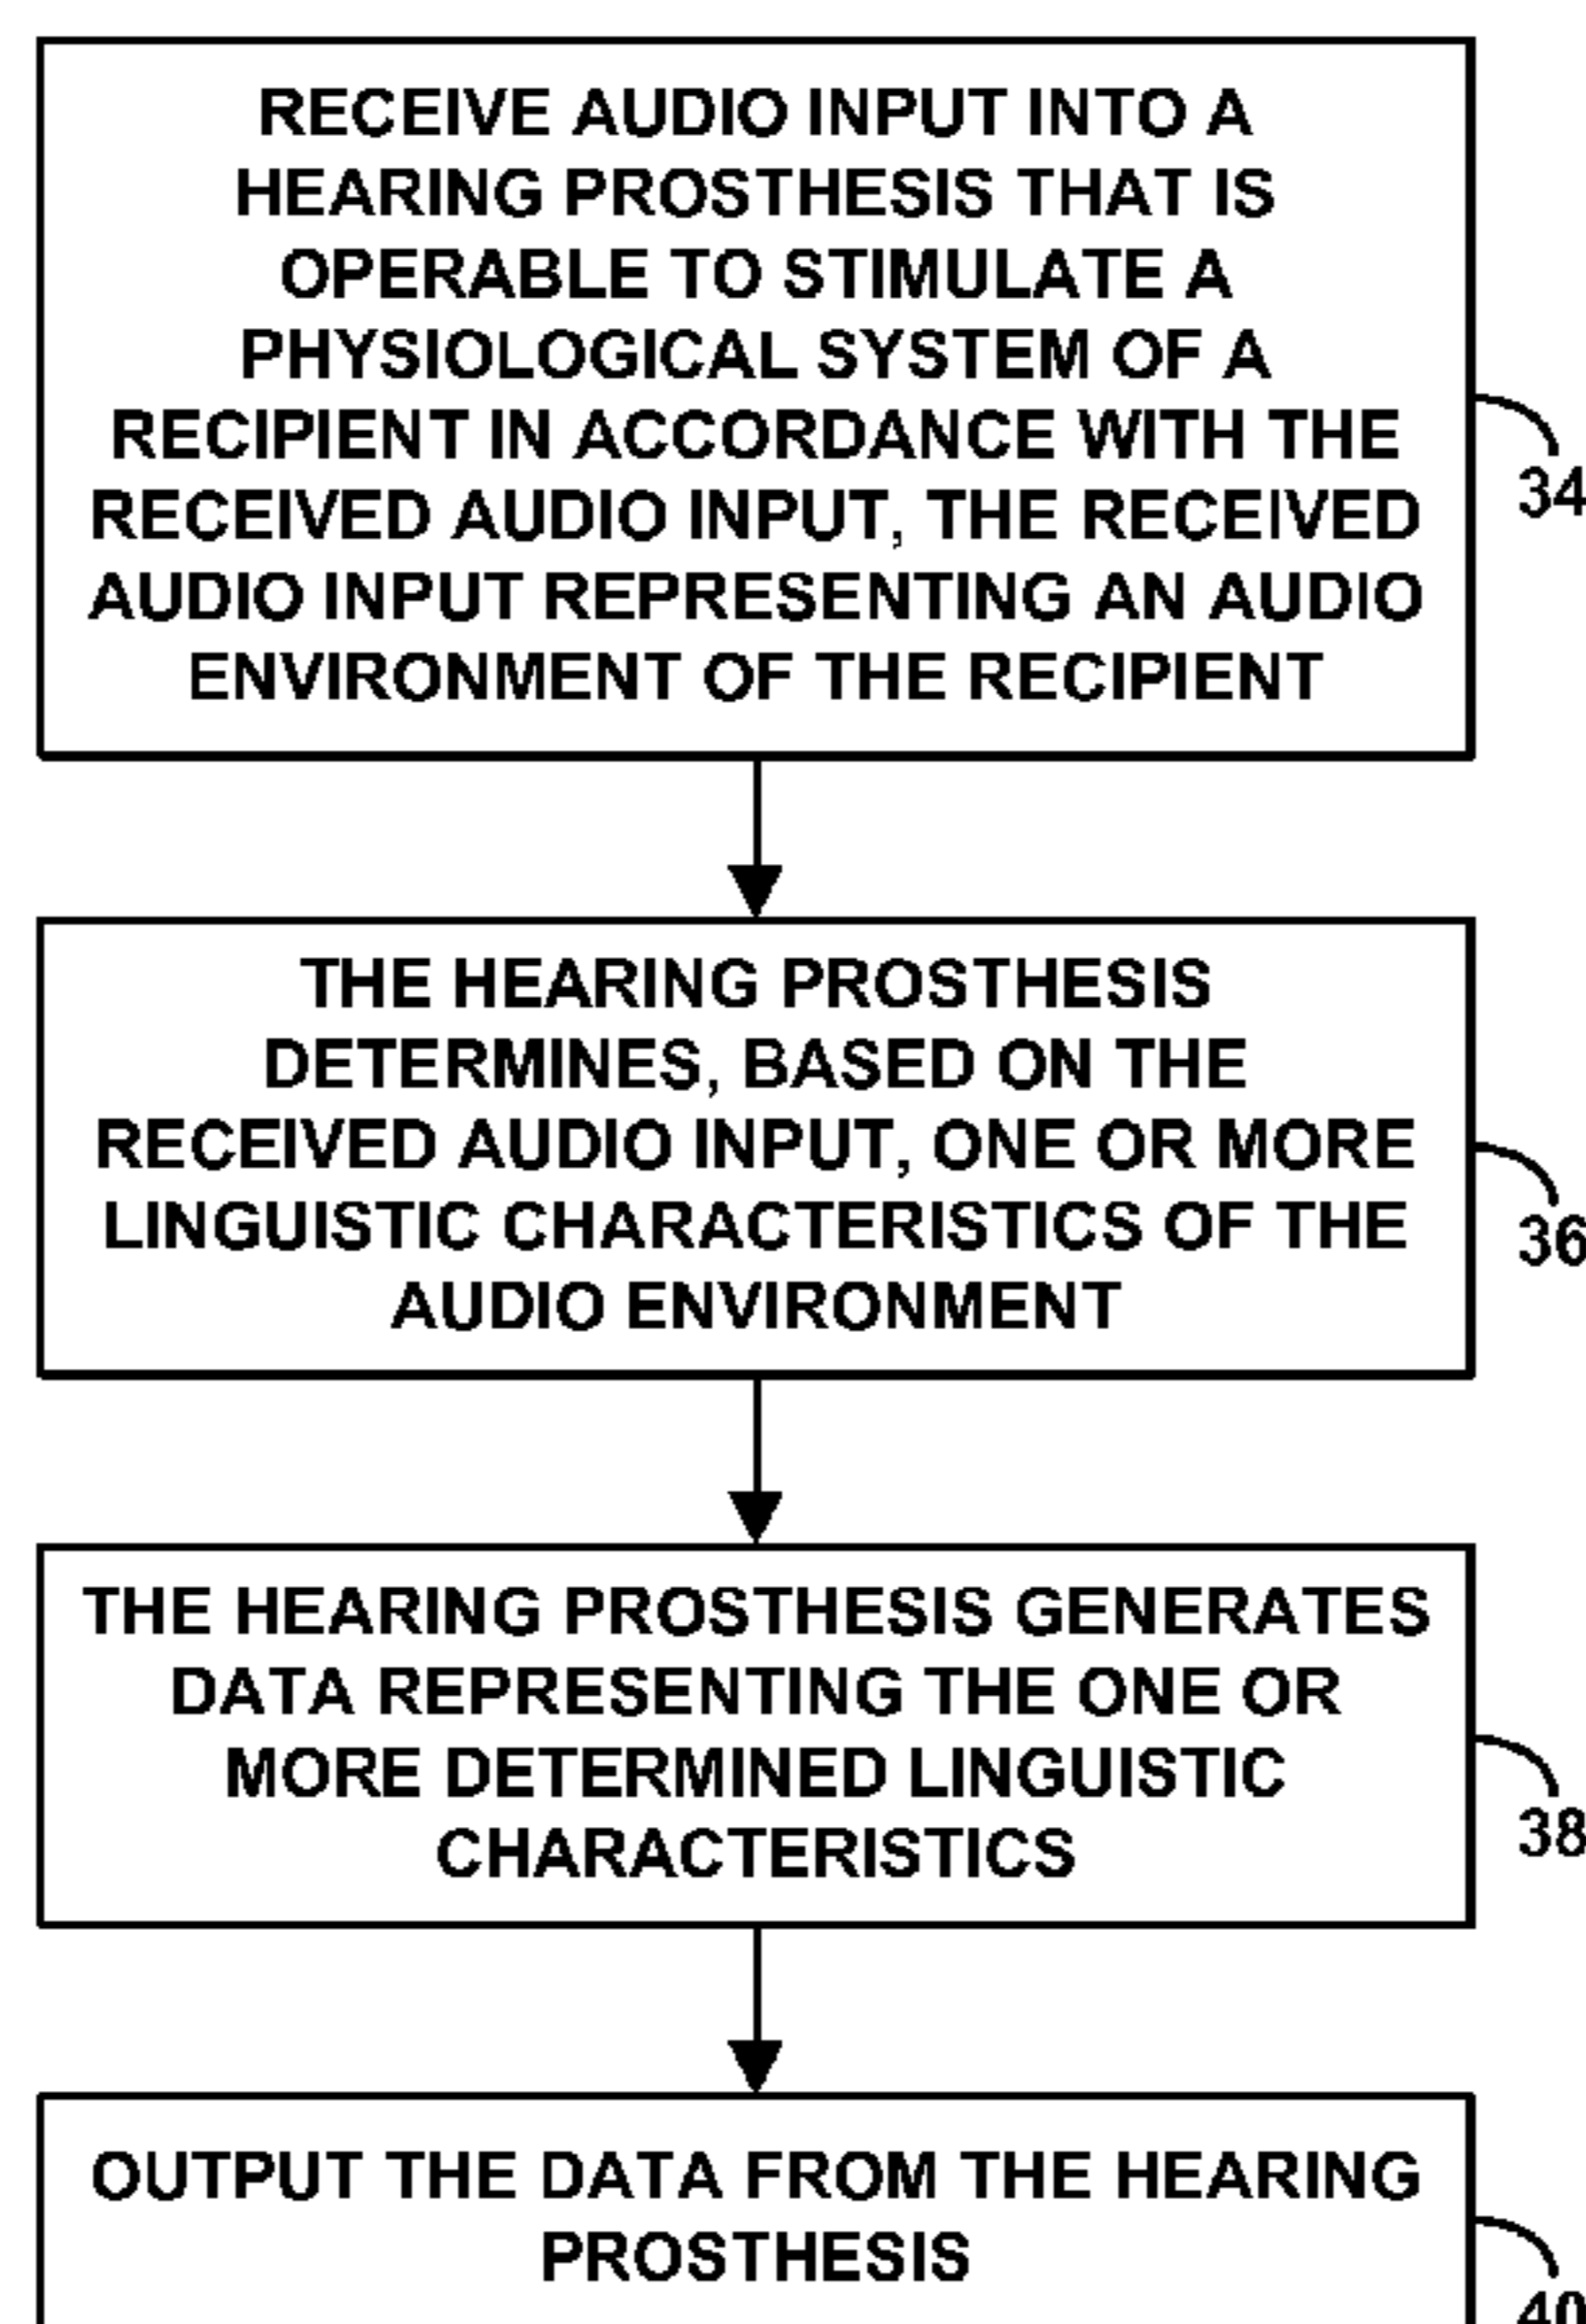 RECEIVE AUDIO INPUT INTO A
HEARING PROSTHESIS THAT IS
OPERABLE TO STIMULATE A
PHYSIOLOGICAL SYSTEM OF A
RECIPIENT IN ACCORDANCE WITH THE
RECEIVED AUDIO INPUT, THE RECEIVED
AUDIO INPUT REPRESENTING AN AUDIO
ENVIRONMENT OF THE RECIPIENT
34
THE HEARING PROSTHESIS
DETERMINES, BASED ON THE
RECEIVED AUDIO INPUT, ONE OR MORE
LINGUISTIC CHARACTERISTICS OF THE
AUDIO ENVIRONMENT
36
THE HEARING PROSTHESIS GENERATES
DATA REPRESENTING THE ONE OR
MORE DETERMINED LINGUISTIC
CHARACTERISTICS
38
OUTPUT THE DATA FROM THE HEARING
PROSTHESIS
40